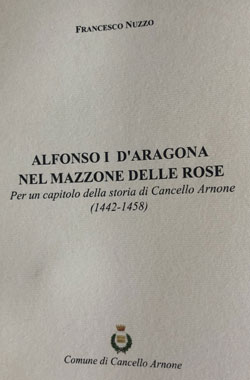 FRANCESCO NUZZO
ALFONSO I D'ARAGONA
NEL MAZZONE DELLE ROSE
Per un capitolo della storia di Cancello Arnone
(1442-1458)
Comune di Cancello Arnone